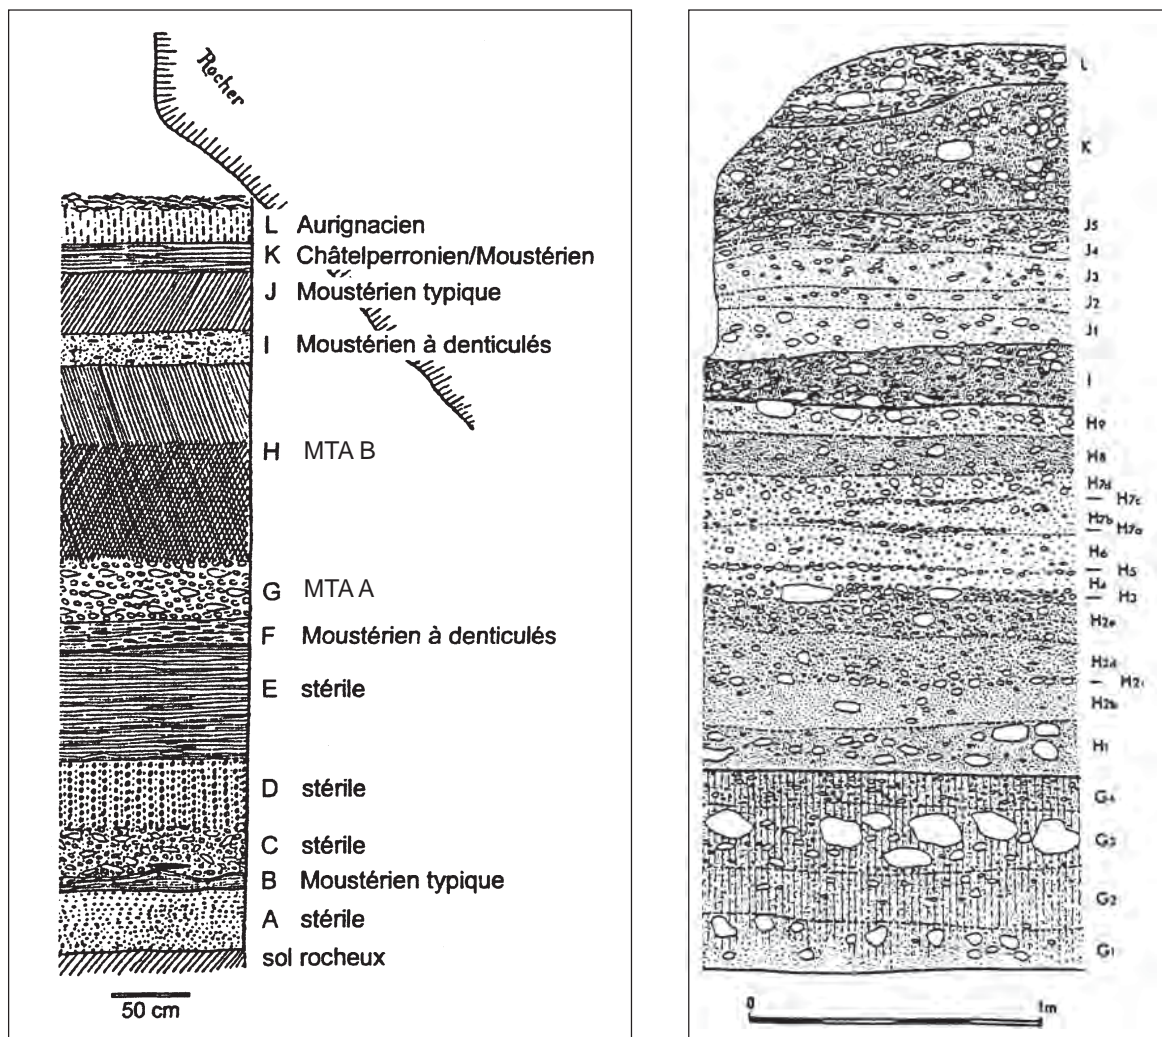 Rocher
L Aurignacien
K Châtelperronien/Moustérien
J Moustérien typique
I Moustérien à denticulés
H MTA B
G MTA A
F Moustérien à denticulés
E stérile
D stérile
C stérile
B Moustérien typique
A stérile
sol rocheux
50 cm
L
K
J5
J4
J3
J2
J1
I
H9
H8
H7d
H7c
H7b
H7a
H6
H5
H4
H3
H2e
H2d
H2c
H2b
H1
G4
G3
G2
G1
0 1m